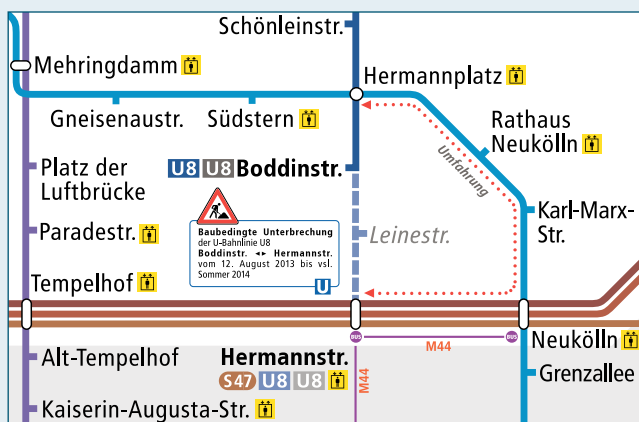 Schönleinstr.
Mehringdamm
Hermannplatz
Gneisenaustr.
Südstern
Rathaus
Neukölln
Umfahrung
Platz der
Luftbrücke
U8 U8 Boddinstr.
Karl-Marx-
Str.
Paradestr.
Baubedingte Unterbrechung
der U-Bahnlinie U8
Boddinstr. ◄► Hermannstr.
vom 12. August 2013 bis vsl.
Sommer 2014
U
Leinestr.
Tempelhof
BUS
BUS
M44
Neukölln
Alt-Tempelhof
Hermannstr.
S47 U8 U8
M44
Grenzallee
Kaiserin-Augusta-Str.